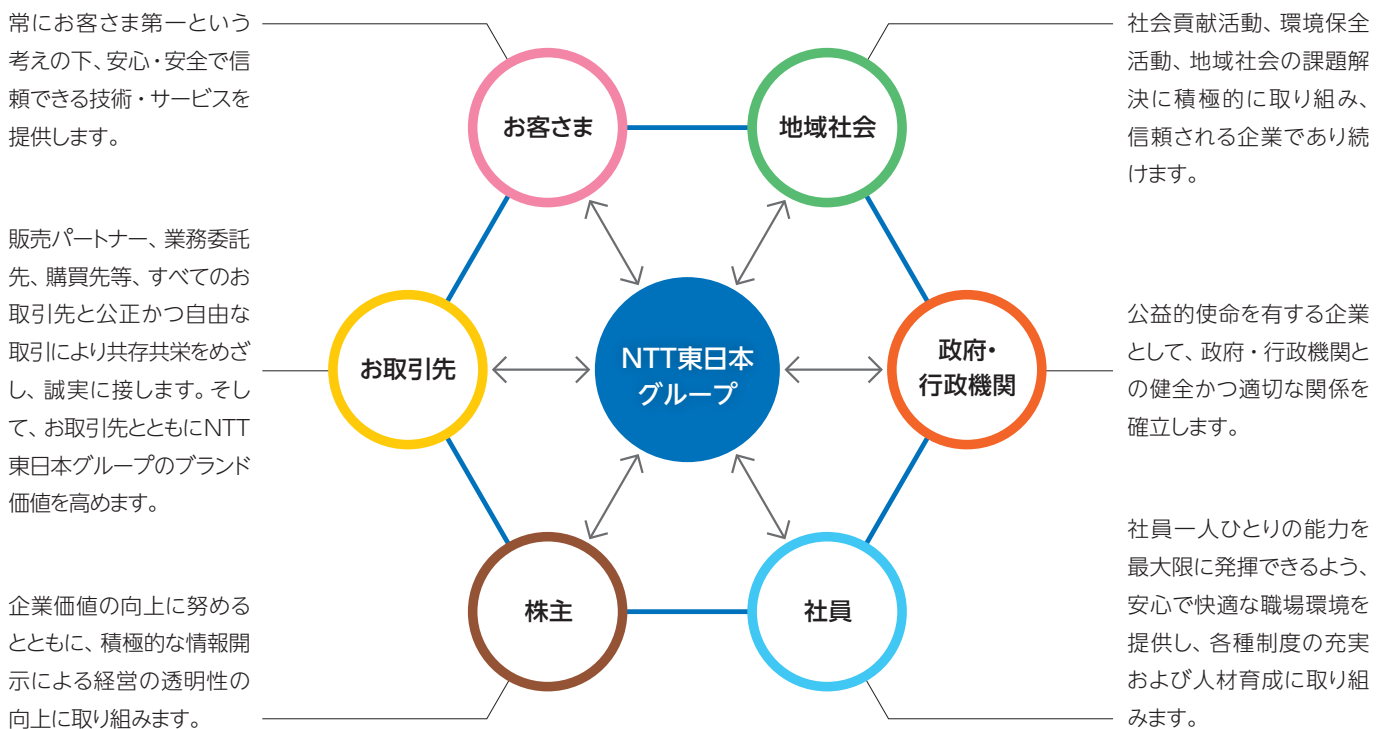 常にお客さま第一という
考えの下、安心・安全で信
頼できる技術・サービスを
提供します。
販売パートナー、業務委託
先、購買先等、すべてのお
取引先と公正かつ自由な
取引により共存共栄をめざ
し、誠実に接します。そし
て、お取引先とともにNTT
東日本グループのブランド
価値を高めます。
企業価値の向上に努める
とともに、積極的な情報開
示による経営の透明性の
向上に取り組みます。
お客さま
地域社会
お取引先
NTT東日本
グループ
政府・
行政機関
株主
社員
社会貢献活動、環境保全
活動、地域社会の課題解
決に積極的に取り組み、
信頼される企業であり続
けます。
公益的使命を有する企業
として、政府・行政機関と
の健全かつ適切な関係を
確立します。
社員一人ひとりの能力を
最大限に発揮できるよう、
安心で快適な職場環境を
提供し、各種制度の充実
および人材育成に取り組
みます。